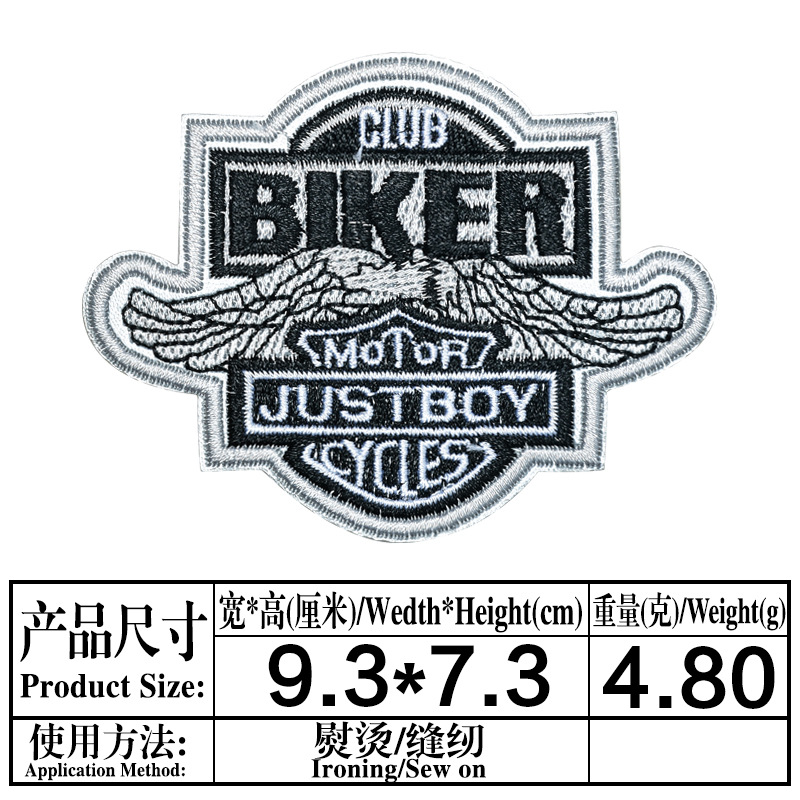 CLUB
BIKER
MOTOR
JUSTBOY
CYCLES
产品尺寸
Product Size:
宽*高(厘米)/Wedth*Height(cm)
9.3*7.3
重量(克)/Weight(g)
4.80
使用方法:
Application Method:
熨烫/缝纫
Ironing/Sew on